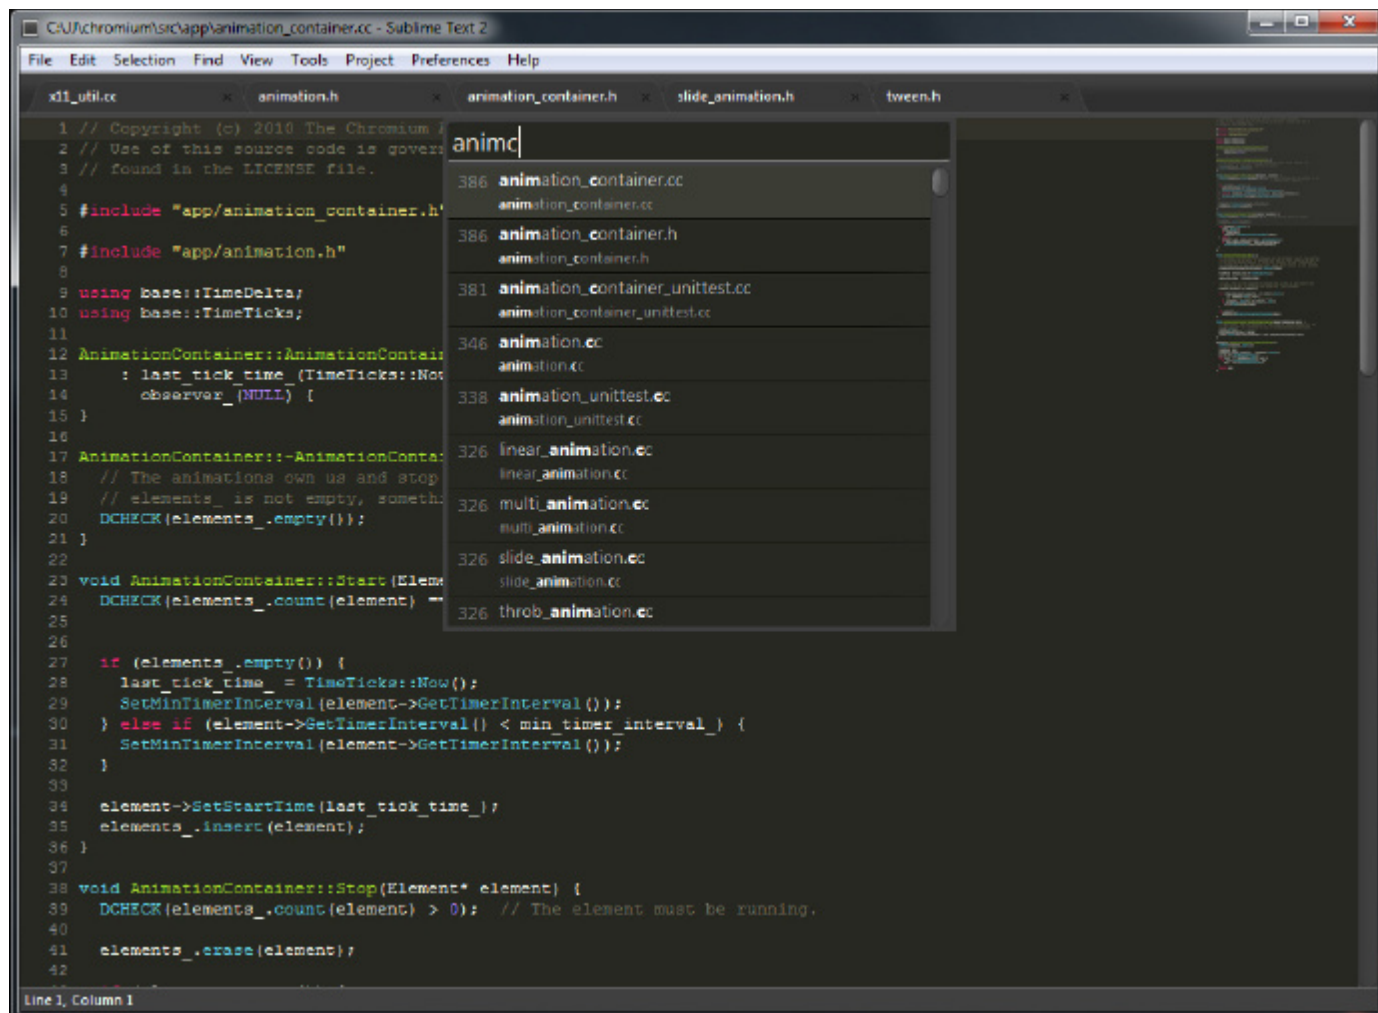 C:\U\chromium\src\app\animation_container.cc - Sublime Text 2
File Edit Selection Find View Tools Project Preferences Help
x11_util.cc animation.h animation_container.h slide_animation.h tween.h
animc
386 animation_container.cc
animation_container.cc
386 animation_container.h
animation_container.h
381 animation_container_unittest.cc
animation_container_unittest.cc
346 animation.cc
animation.cc
338 animation_unittest.cc
animation_unittest.cc
326 linear_animation.cc
linear_animation.cc
326 multi_animation.cc
multi_animation.cc
326 slide_animation.cc
slide_animation.cc
326 throb_animation.cc
1 // Copyright (c) 2010 The Chromium
2 // Use of this source code is gover
3 // found in the LICENSE file.
4
5 #include "app/animation_container.h"
6
7 #include "app/animation.h"
8
9 using base::TimeDelta;
10 using base::TimeTicks;
11
12 AnimationContainer::AnimationContai
13 : last_tick_time_(TimeTicks::No
14 observer_(NULL) {
15 }
16
17 AnimationContainer::~AnimationConta
18 // The animations own us and stop
19 // elements_ is not empty, somethi
20 DCHECK(elements_.empty());
21 }
22
23 void AnimationContainer::Start(Eleme
24 DCHECK(elements_.count(element) ==
25
26
27 if (elements_.empty()) {
28 last_tick_time_ = TimeTicks::Now();
29 SetMinTimerInterval(element->GetTimerInterval());
30 } else if (element->GetTimerInterval() < min_timer_interval_) {
31 SetMinTimerInterval(element->GetTimerInterval());
32 }
33
34 element->SetStartTime(last_tick_time_);
35 elements_.insert(element);
36 }
37
38 void AnimationContainer::Stop(Element* element) {
39 DCHECK(elements_.count(element) > 0); // The element must be running.
40
41 elements_.erase(element);
42
Line 1, Column 1